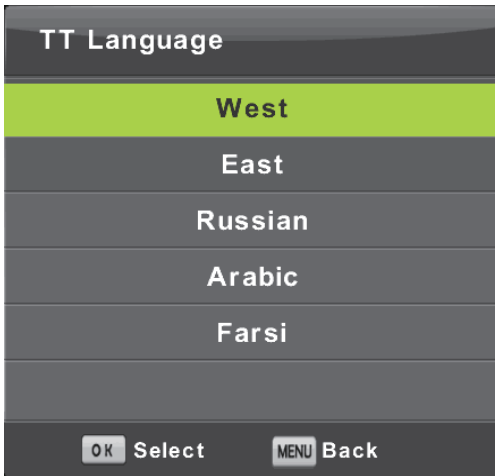 TT Language
West
East
Russian
Arabic
Farsi
OK Select MENU Back